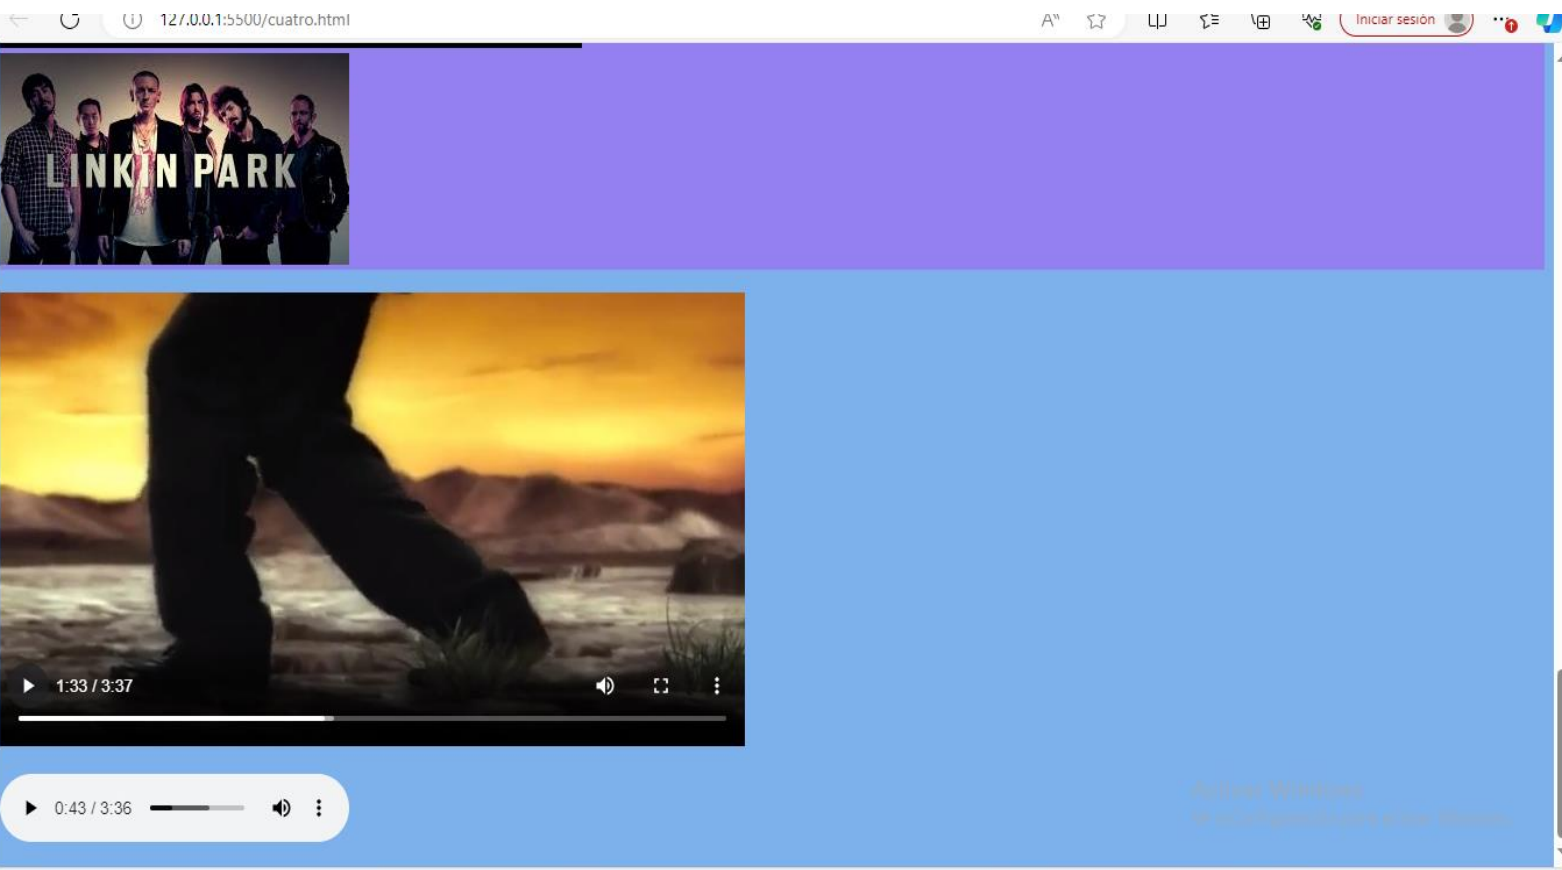 127.0.0.1:5500/cuatro.html
Iniciar sesión
LINKIN PARK
1:33 / 3:37
0:43 / 3:36